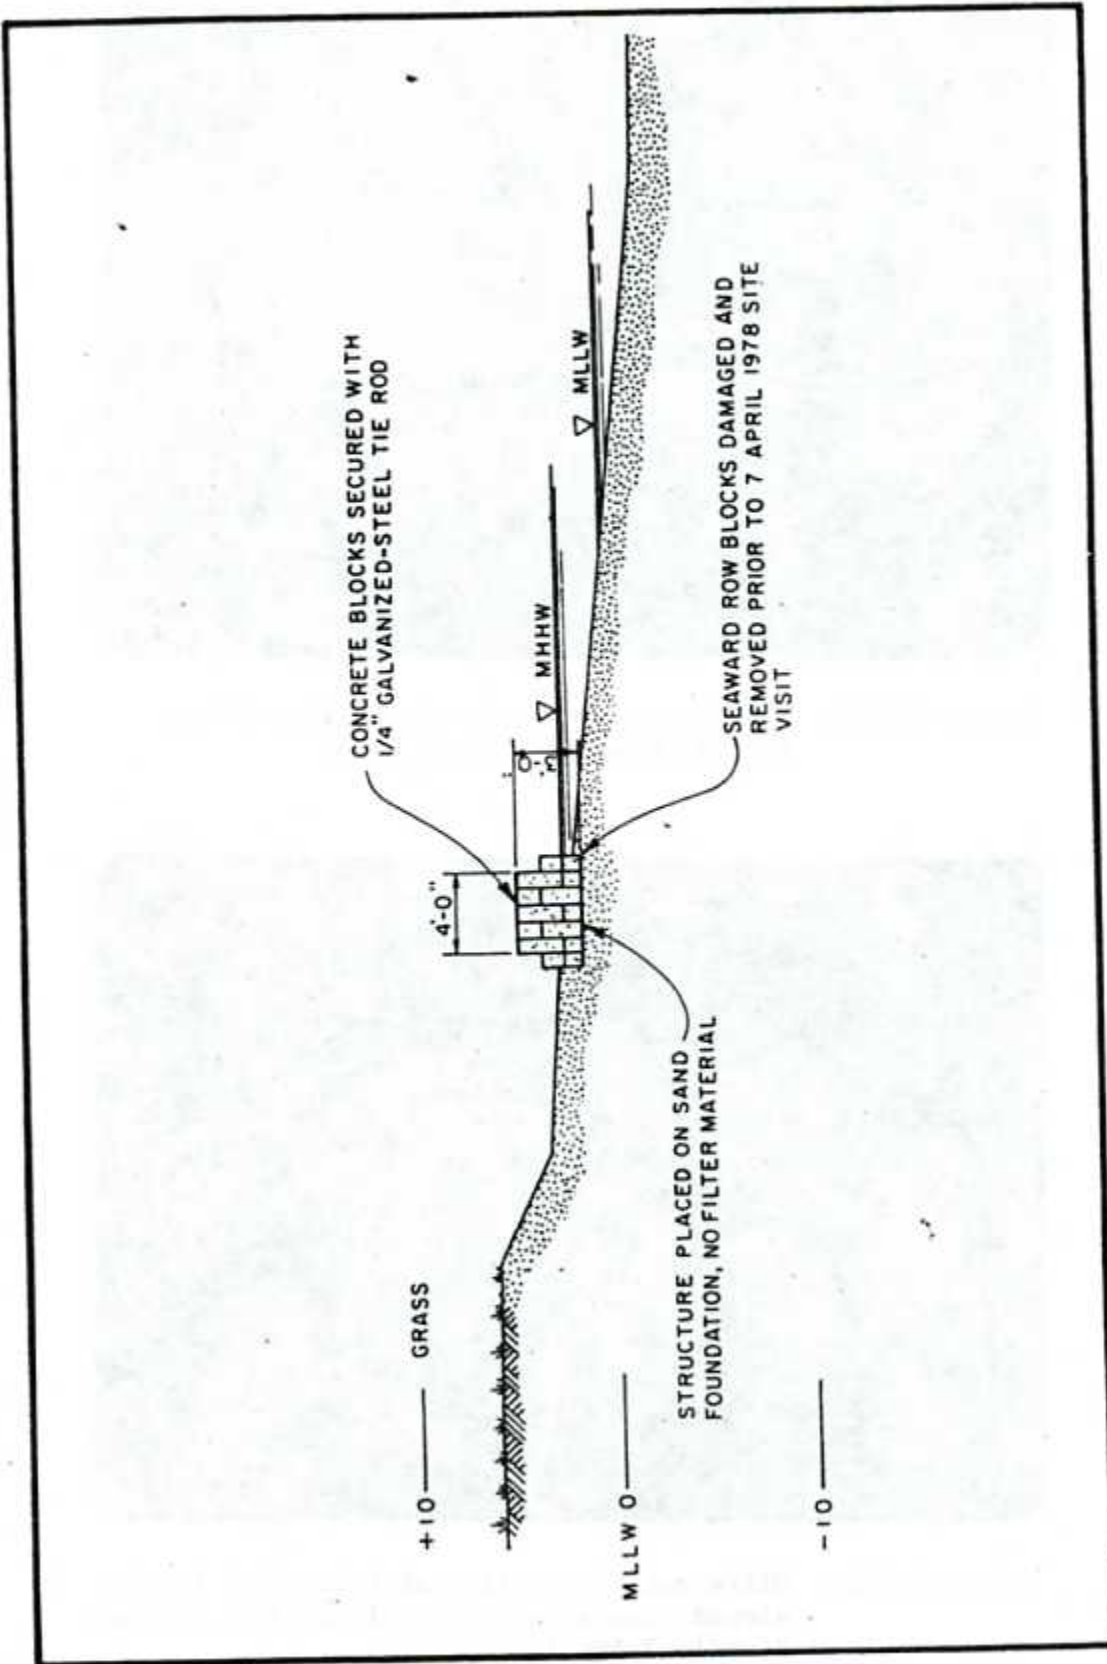 CONCRETE BLOCKS SECURED WITH
1/4" GALVANIZED-STEEL TIE ROD
+10
GRASS
4'-0"
MHHW
MLLW
MLLW 0
STRUCTURE PLACED ON SAND
FOUNDATION, NO FILTER MATERIAL
SEAWARD ROW BLOCKS DAMAGED AND
REMOVED PRIOR TO 7 APRIL 1978 SITE
VISIT
-10